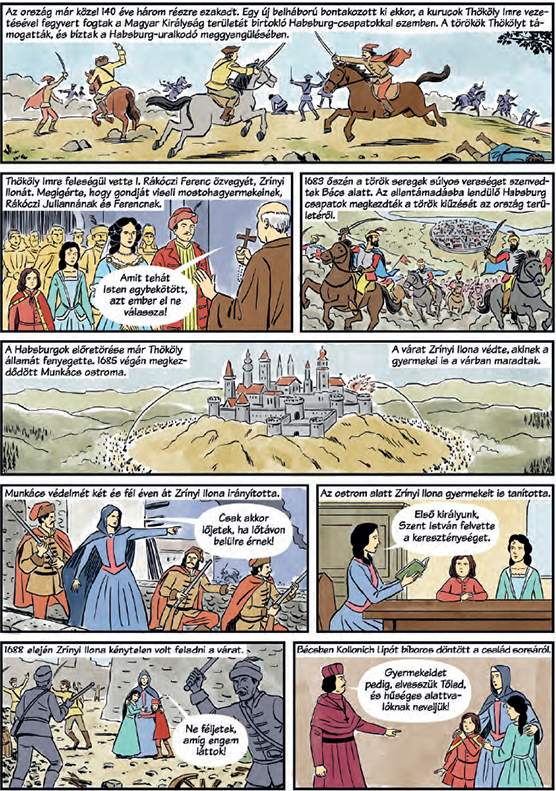 Az ország már közel 140 éve három részre szakadt. Egy új belháború bontakozott ki ekkor, a kurucok Thököly Imre veze-
tésével fegyvert fogtak a Magyar Királyság területét birtokló Habsburg-csapatokkal szemben. A törökök Thökölyt tá-
mogatták, és bíztak a Habsburg-uralkodó meggyengülésében.
Thököly Imre feleségül vette I. Rákóczi Ferenc özvegyét, Zrínyi
Ilonát. Megígérte, hogy gondját viseli mostohagyermekeinek,
Rákóczi Juliannának és Ferencnek.
Amit tehát
Isten egybekötött,
azt ember el ne
válassza!
1683 őszén a török seregek súlyos vereséget szenved-
tek Bécs alatt. Az ellentámadásba lendülő Habsburg
csapatok megkezdték a török kiűzését az ország terü-
letéről.
A Habsburgok előretörése már Thököly
államát fenyegette. 1685 végén megkez-
dődött Munkács ostroma.
A várat Zrínyi Ilona védte, akinek a
gyermekei is a várban maradtak.
Munkács védelmét két és fél éven át Zrínyi Ilona irányította.
Csak akkor
lőjetek, ha lőtávon
belülre érnek!
Az ostrom alatt Zrínyi Ilona gyermekeit is tanította.
Első királyunk,
Szent István felvette
a kereszténységet.
1688 elején Zrínyi Ilona kénytelen volt feladni a várat.
Ne féljetek,
amíg engem
láttok!
Bécsben Kollonich Lipót bíboros döntött a család sorsáról.
Gyermekeidet
pedig, elvesszük Tőled,
és hűséges alattva-
lóknak neveljük!